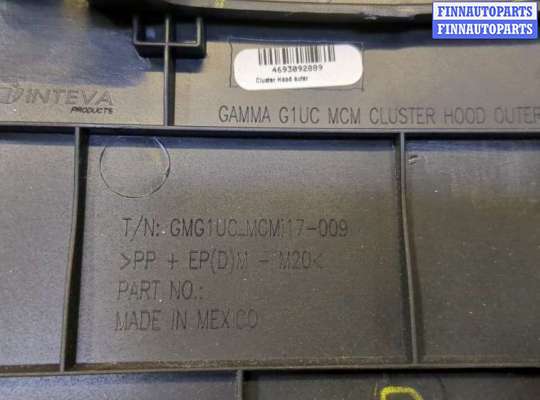 FINNAUTOPARTS
FINNAUTOPARTS
4693092889
Cluster Hood outer
INTEVA
PRODUCTS
GAMMA G1UC MCM CLUSTER HOOD OUTER
T/N: GMG1UC_MCM117-009
>PP + EP(D)M - M20<
PART NO.:
MADE IN MEXICO